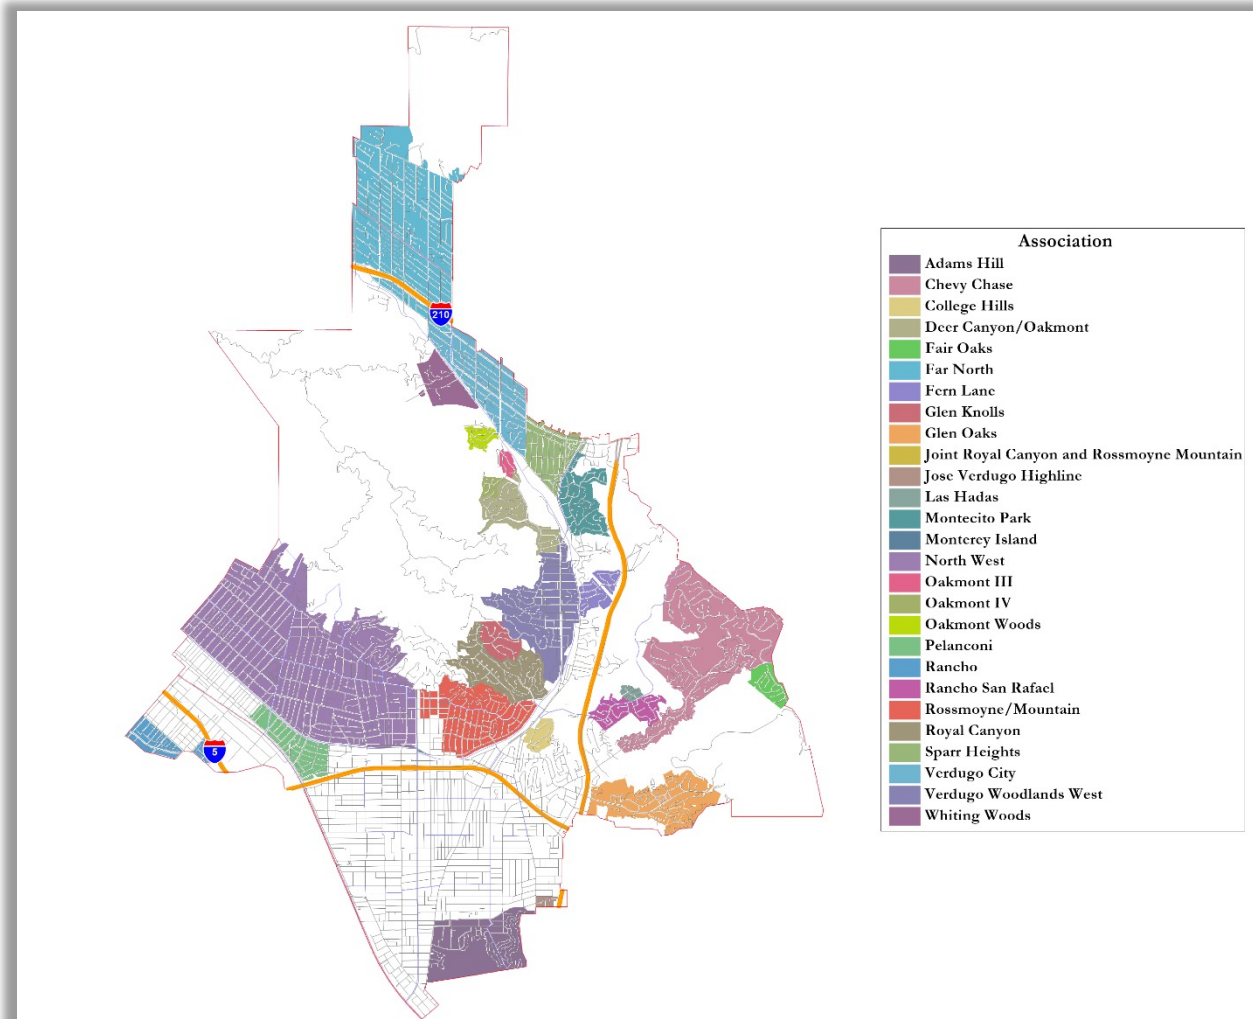 210
5
Association
Adams Hill
Chevy Chase
College Hills
Deer Canyon/Oakmont
Fair Oaks
Far North
Fern Lane
Glen Knolls
Glen Oaks
Joint Royal Canyon and Rossmoyne Mountain
Jose Verdugo Highline
Las Hadas
Montecito Park
Monterey Island
North West
Oakmont III
Oakmont IV
Oakmont Woods
Pelanconi
Rancho
Rancho San Rafael
Rossmoyne/Mountain
Royal Canyon
Sparr Heights
Verdugo City
Verdugo Woodlands West
Whiting Woods